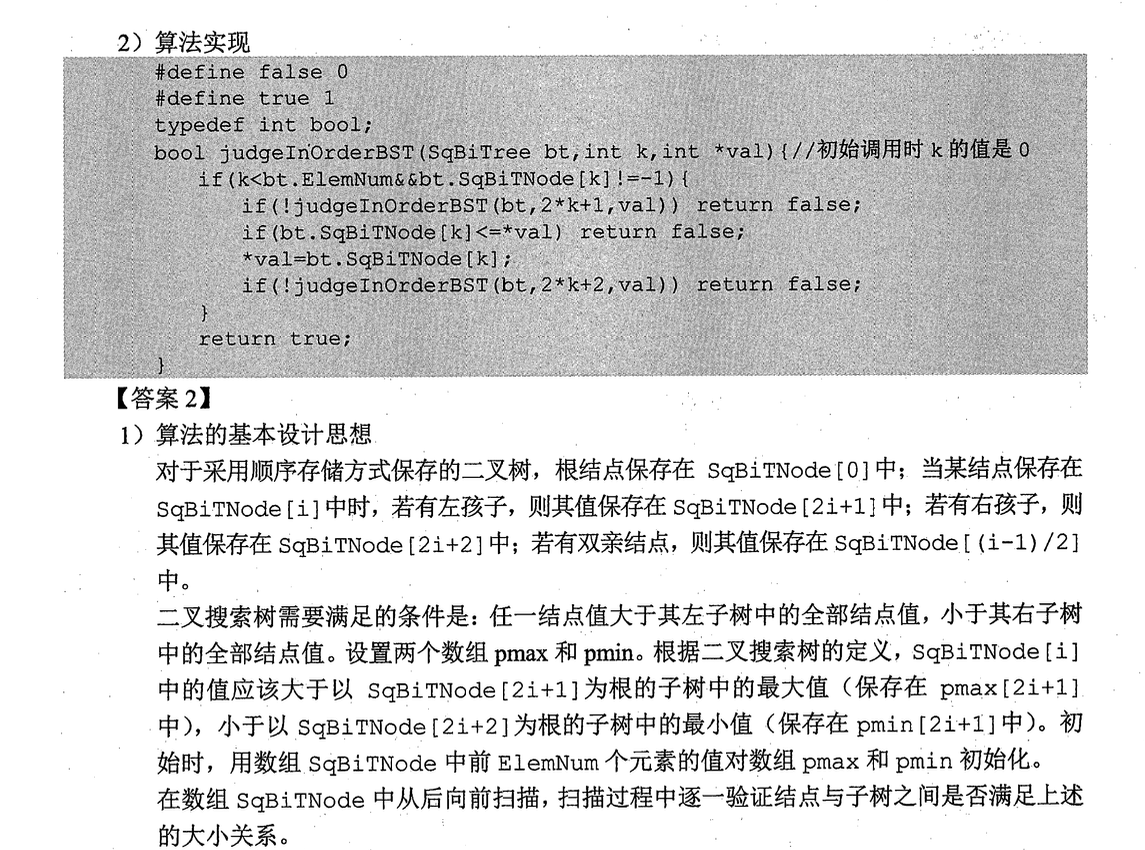 2）算法实现
#define false 0
#define true 1
typedef int bool;
bool judgeInOrderBST(SqBiTree bt,int k,int *val){//初始调用时 k 的值是 0
if(k<bt.ElemNum&&bt.SqBiTNode[k]!=-1){
if(!judgeInOrderBST(bt,2*k+1,val)) return false;
if(bt.SqBiTNode[k]<=*val) return false;
*val=bt.SqBiTNode[k];
if(!judgeInOrderBST(bt,2*k+2,val)) return false;
}
return true;
}
【答案 2】
1）算法的基本设计思想
对于采用顺序存储方式保存的二叉树，根结点保存在 SqBiTNode[0]中；当某结点保存在
SqBiTNode[i]中时，若有左孩子，则其值保存在 SqBiTNode[2i+1]中；若有右孩子，则
其值保存在 SqBiTNode[2i+2]中；若有双亲结点，则其值保存在 SqBiTNode[(i-1)/2]
中。
二叉搜索树需要满足的条件是：任一结点值大于其左子树中的全部结点值，小于其右子树
中的全部结点值。设置两个数组 pmax 和 pmin。根据二叉搜索树的定义，SqBiTNode[i]
中的值应该大于以 SqBiTNode[2i+1]为根的子树中的最大值（保存在 pmax[2i+1]
中），小于以 SqBiTNode[2i+2]为根的子树中的最小值（保存在 pmin[2i+1]中）。初
始时，用数组 SqBiTNode 中前 ElemNum 个元素的值对数组 pmax 和 pmin 初始化。
在数组 SqBiTNode 中从后向前扫描，扫描过程中逐一验证结点与子树之间是否满足上述
的大小关系。